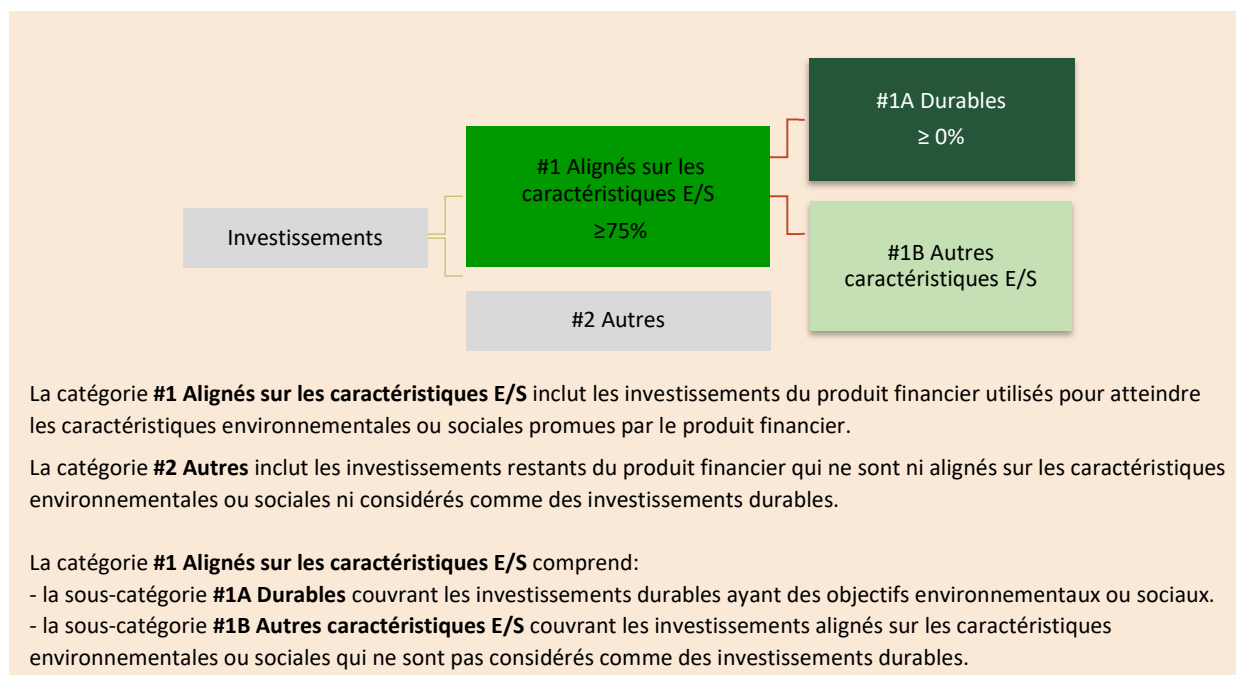 #1A Durables
≥ 0%
#1 Alignés sur les
caractéristiques E/S
≥75%
Investissements
#1B Autres
caractéristiques E/S
#2 Autres
La catégorie #1 Alignés sur les caractéristiques E/S inclut les investissements du produit financier utilisés pour atteindre
les caractéristiques environnementales ou sociales promues par le produit financier.
La catégorie #2 Autres inclut les investissements restants du produit financier qui ne sont ni alignés sur les caractéristiques
environnementales ou sociales ni considérés comme des investissements durables.
La catégorie #1 Alignés sur les caractéristiques E/S comprend:
- la sous-catégorie #1A Durables couvrant les investissements durables ayant des objectifs environnementaux ou sociaux.
- la sous-catégorie #1B Autres caractéristiques E/S couvrant les investissements alignés sur les caractéristiques
environnementales ou sociales qui ne sont pas considérés comme des investissements durables.